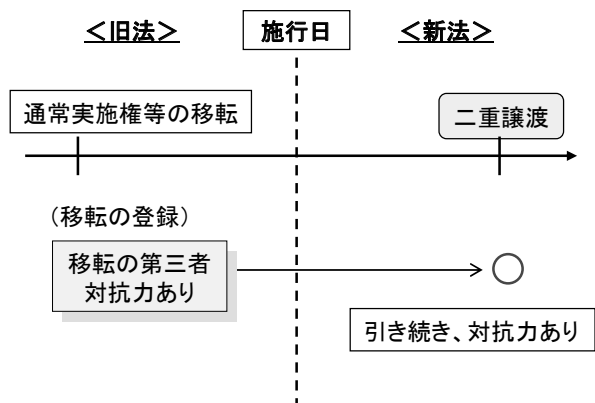 <旧法>
施行日
<新法>
通常実施権等の移転
二重譲渡
(移転の登録)
移転の第三者
対抗力あり
引き続き、対抗力あり